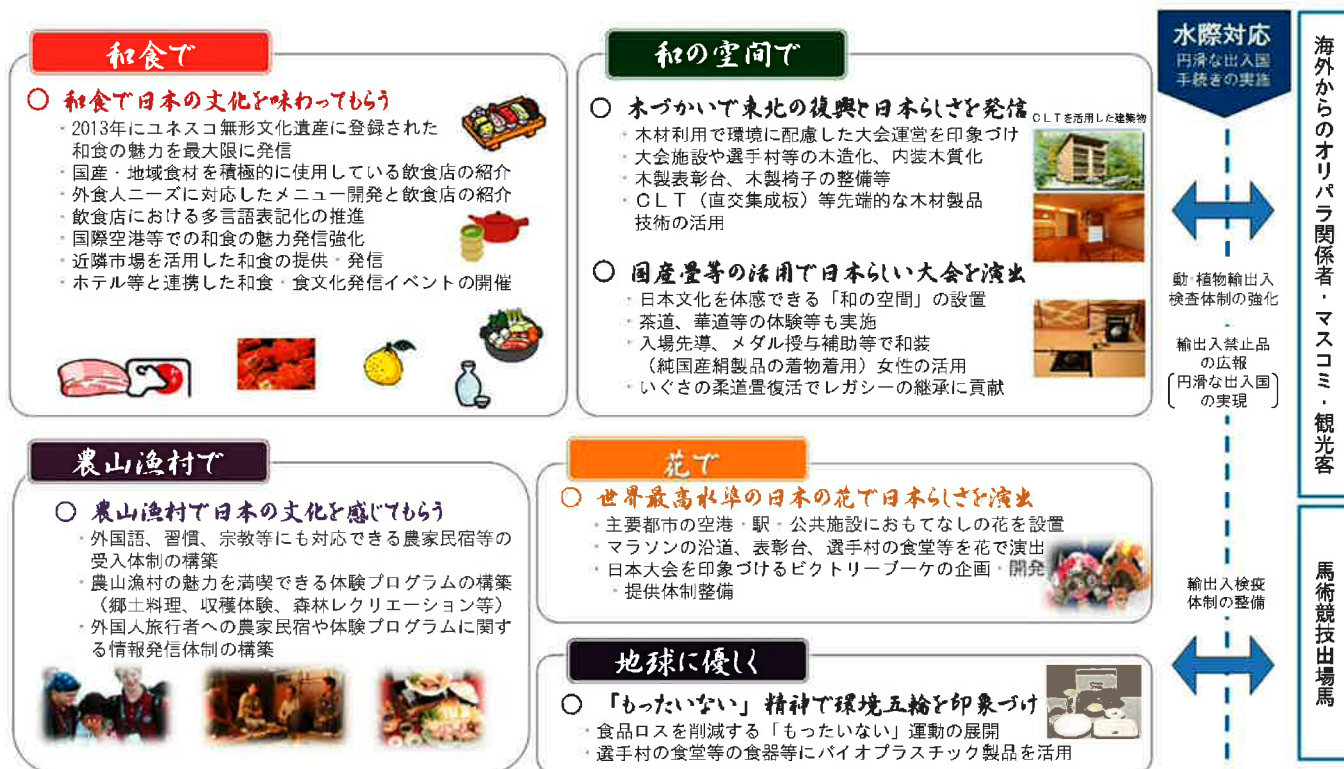 和食で
○ 和食で日本の文化を味わってもらう
・2013年にユネスコ無形文化遺産に登録された
和食の魅力を最大限に発信
・国産・地域食材を積極的に使用している飲食店の紹介
・外食人ニーズに対応したメニュー開発と飲食店の紹介
・飲食店における多言語表記化の推進
・国際空港等での和食の魅力発信強化
・近隣市場を活用した和食の提供・発信
・ホテル等と連携した和食・食文化発信イベントの開催
和の空間で
○ 木づかいで東北の復興と日本らしさを発信
・木材利用で環境に配慮した大会運営を印象づけ
・大会施設や選手村等の木造化、内装木質化
・木製表彰台、木製椅子の整備等
・CLT（直交集成板）等先端的な木材製品
技術の活用
CLTを活用した建築物
○ 国産畳等の活用で日本らしい大会を演出
・日本文化を体感できる「和の空間」の設置
・茶道、華道等の体験等も実施
・入場先導、メダル授与補助等で和装
（純国産絹製品の着物着用）女性の活用
・いぐさの柔道畳復活でレガシーの継承に貢献
農山漁村で
○ 農山漁村で日本の文化を感じてもらう
・外国語、習慣、宗教等にも対応できる農家民宿等の
受入体制の構築
・農山漁村の魅力を満喫できる体験プログラムの構築
（郷土料理、収穫体験、森林レクリエーション等）
・外国人旅行者への農家民宿や体験プログラムに関す
る情報発信体制の構築
花で
○ 世界最高水準の日本の花で日本らしさを演出
・主要都市の空港・駅・公共施設におもてなしの花を設置
・マラソンの沿道、表彰台、選手村の食堂等を花で演出
・日本大会を印象づけるビクトリーブーケの企画・開発
・提供体制整備
地球に優しく
○ 「もったいない」精神で環境五輪を印象づけ
・食品ロスを削減する「もったいない」運動の展開
・選手村の食堂等の食器等にバイオプラスチック製品を活用
水際対応
円滑な出入国
手続きの実施
動・植物輸出入
検査体制の強化
輸出入禁止品
の広報
円滑な出入国
の実現
輸出入検疫
体制の整備
海外からのオリパラ関係者・マスコミ・観光客
馬術競技出場馬